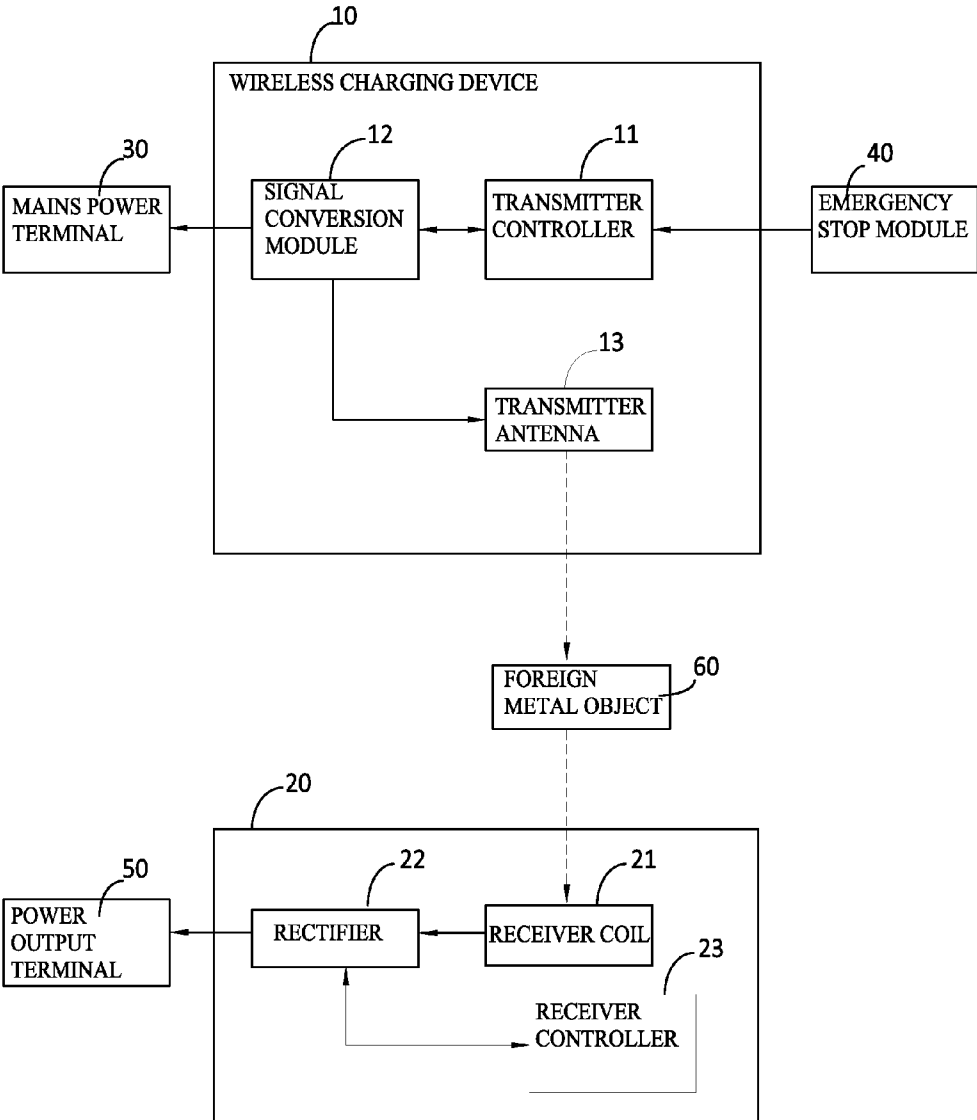 10
WIRELESS CHARGING DEVICE
30
12
11
40
MAINS POWER
TERMINAL
SIGNAL
CONVERSION
MODULE
TRANSMITTER
CONTROLLER
EMERGENCY
STOP MODULE
13
TRANSMITTER
ANTENNA
60
FOREIGN
METAL OBJECT
20
50
22
21
POWER
OUTPUT
TERMINAL
RECTIFIER
RECEIVER COIL
23
RECEIVER
CONTROLLER